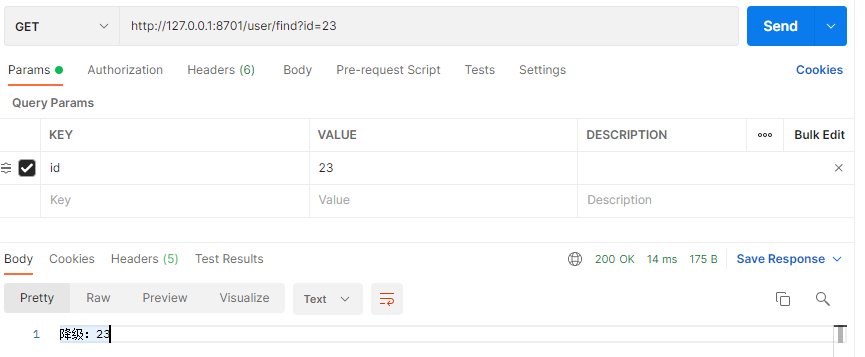 GET http://127.0.0.1:8701/user/find?id=23 Send
Params Authorization Headers (6) Body Pre-request Script Tests Settings Cookies
Query Params
KEY VALUE DESCRIPTION Bulk Edit
id 23
Key Value Description
Body Cookies Headers (5) Test Results 200 OK 14 ms 175 B Save Response
Pretty Raw Preview Visualize Text
1 降级：23